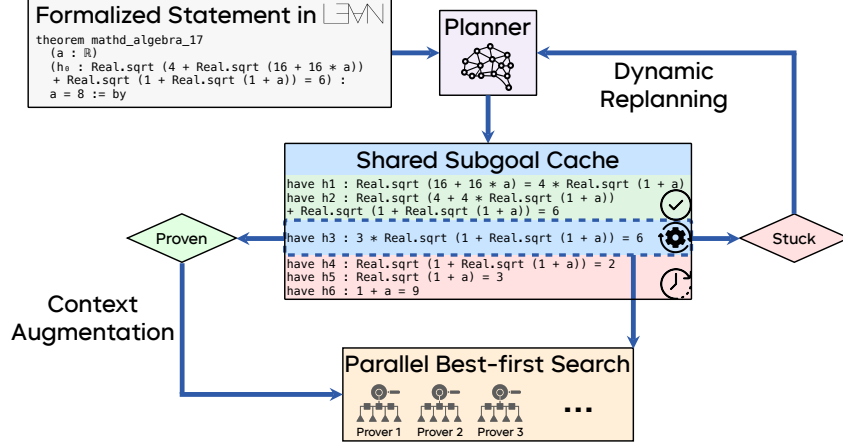 Formalized Statement in LEAN
theorem mathd_algebra_17
(a : ℝ)
(h₀ : Real.sqrt (4 + Real.sqrt (16 + 16 * a))
+ Real.sqrt (1 + Real.sqrt (1 + a)) = 6) :
a = 8 := by
Planner
Dynamic
Replanning
Shared Subgoal Cache
have h1 : Real.sqrt (16 + 16 * a) = 4 * Real.sqrt (1 + a)
have h2 : Real.sqrt (4 + 4 * Real.sqrt (1 + a))
+ Real.sqrt (1 + Real.sqrt (1 + a)) = 6
have h3 : 3 * Real.sqrt (1 + Real.sqrt (1 + a)) = 6
have h4 : Real.sqrt (1 + Real.sqrt (1 + a)) = 2
have h5 : Real.sqrt (1 + a) = 3
have h6 : 1 + a = 9
Proven
Stuck
Context
Augmentation
Parallel Best-first Search
Prover 1
Prover 2
Prover 3
...